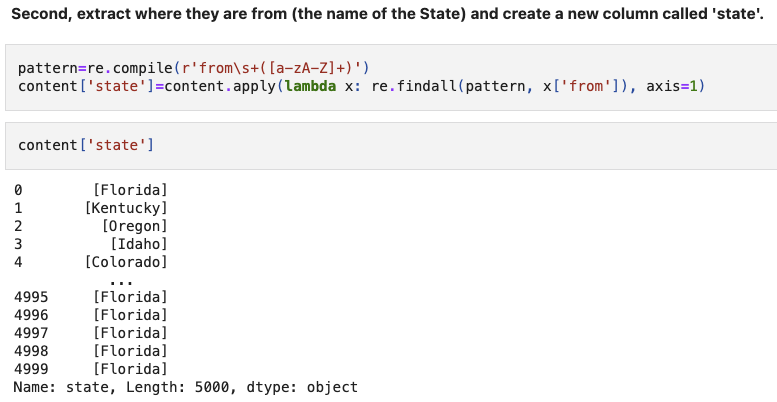 Second, extract where they are from (the name of the State) and create a new column called 'state'.
pattern=re.compile(r'from\s+([a-zA-Z]+)')
content['state']=content.apply(lambda x: re.findall(pattern, x['from']), axis=1)
content['state']
0        [Florida]
1       [Kentucky]
2         [Oregon]
3          [Idaho]
4       [Colorado]
           ...
4995     [Florida]
4996     [Florida]
4997     [Florida]
4998     [Florida]
4999     [Florida]
Name: state, Length: 5000, dtype: object